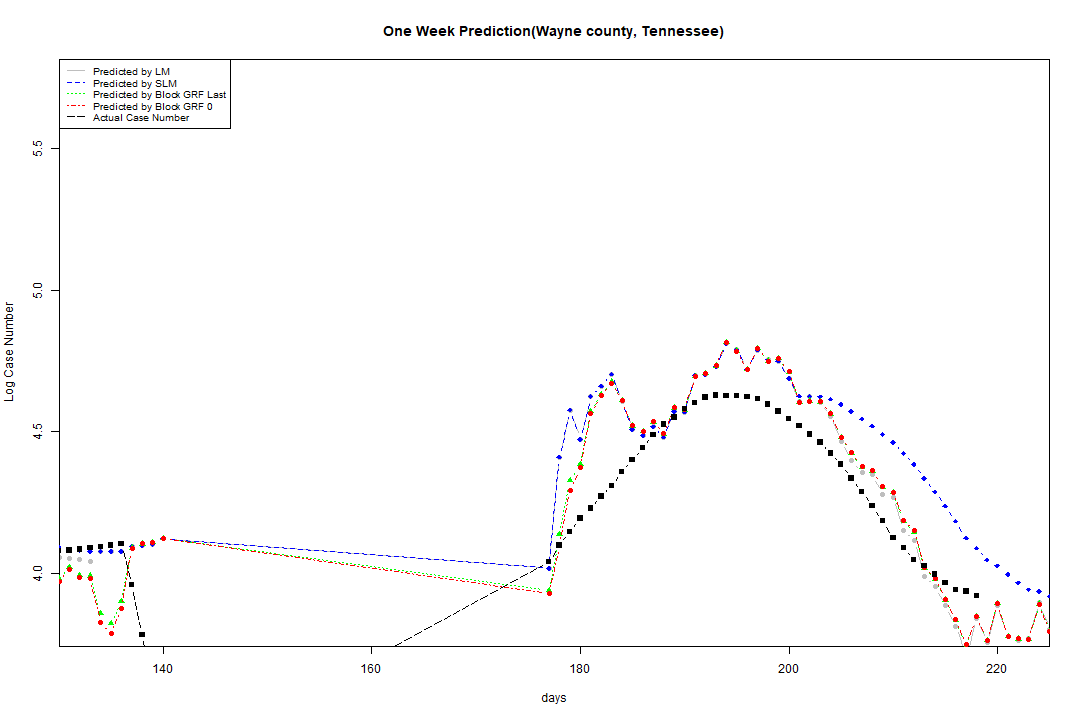 One Week Prediction(Wayne county, Tennessee)
Predicted by LM
Predicted by SLM
Predicted by Block GRF Last
Predicted by Block GRF 0
Actual Case Number
5.5
5.0
4.5
4.0
Log Case Number
140 160 180 200 220
days